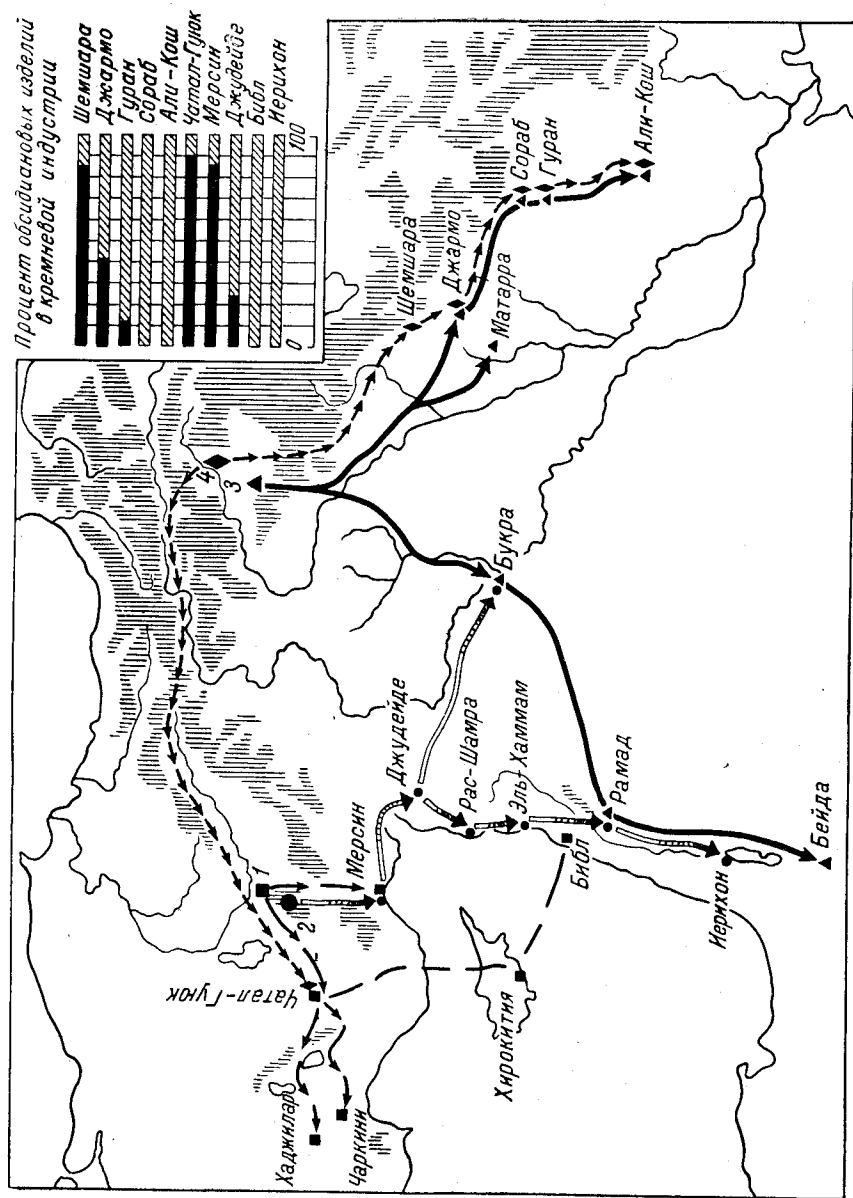 Процент обсидиановых изделий
в кремневой индустрии
Шемшара
Джармо
Гуран
Сораб
Али-Кош
Чатал-Гуюк
Мерсин
Джудейде
Библ
Иерихон
0
100
4
3
Шемшара
Джармо
Сораб
Гуран
Али-Кош
Матарра
1
2
Чатал-Гуюк
Хаджилар
Чаркини
Мерсин
Джудейде
Букра
Рас-Шамра
Эль-Хаммам
Хирокития
Библ
Рамад
Иерихон
Бейда